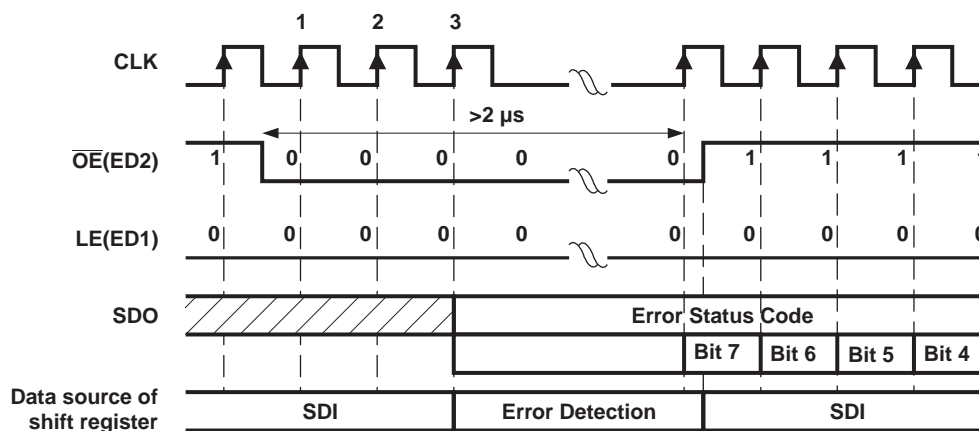 1 2 3
CLK
>2 µs
OE(ED2) 1 0 0 0 0 0 1 1 1 1
LE(ED1) 0 0 0 0 0 0 0 0 0 0
SDO Error Status Code
Bit 7 Bit 6 Bit 5 Bit 4
Data source of
shift register
SDI Error Detection SDI